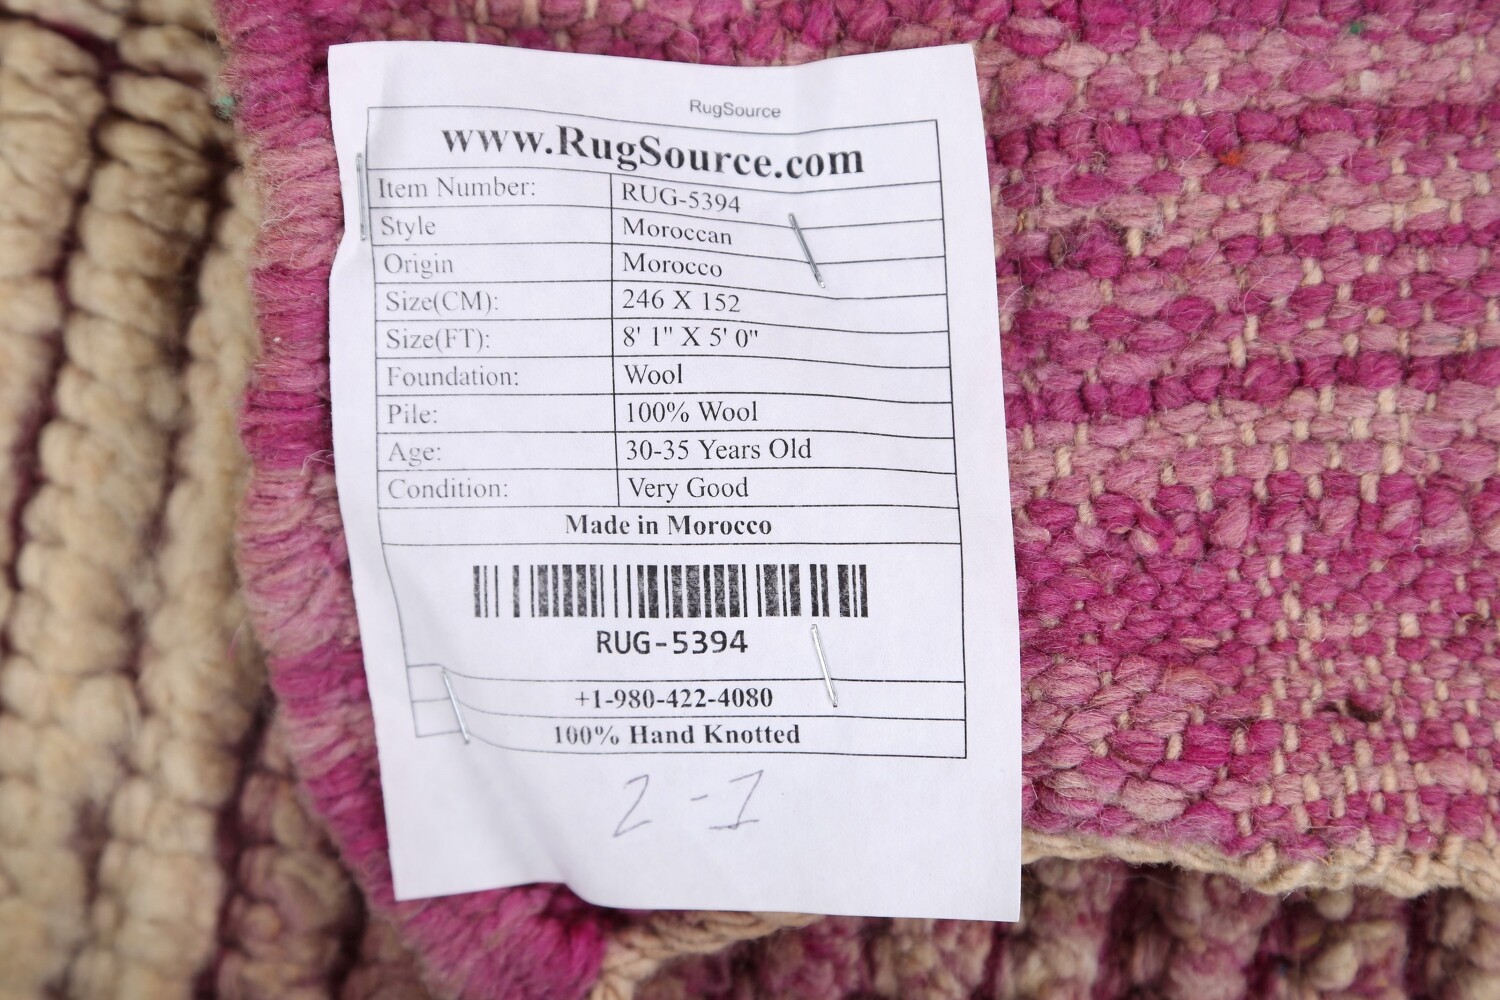 RugSource
www.RugSource.com
Item Number: RUG-5394
Style Moroccan
Origin Morocco
Size(CM): 246 X 152
Size(FT): 8' 1" X 5' 0"
Foundation: Wool
Pile: 100% Wool
Age: 30-35 Years Old
Condition: Very Good
Made in Morocco
RUG-5394
+1-980-422-4080
100% Hand Knotted
2-1